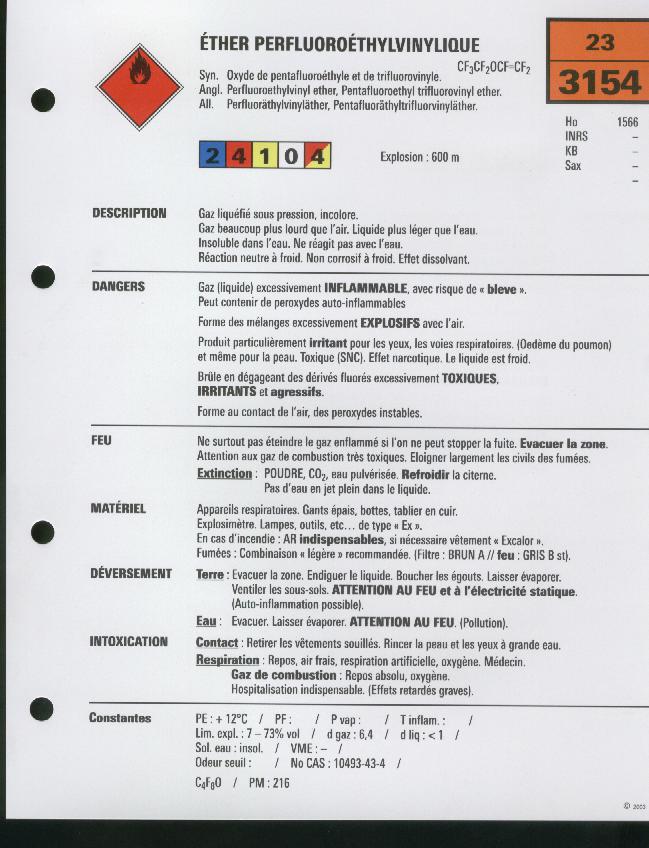 ÉTHER PERFLUOROÉTHYLVINYLIQUE
CF₃CF₂OCF=CF₂
23
3154
Syn. Oxyde de pentafluoroéthyle et de trifluorovinyle.
Angl. Perfluoroethylvinyl ether, Pentafluoroethyl trifluorovinyl ether.
All. Perfluoräthylvinyläther, Pentafluoräthyltrifluorvinyläther.
Ho 1566
INRS –
KB –
Sax –
–
2 4 1 0 4
Explosion : 600 m
DESCRIPTION Gaz liquéfié sous pression, incolore.
Gaz beaucoup plus lourd que l'air. Liquide plus léger que l'eau.
Insoluble dans l'eau. Ne réagit pas avec l'eau.
Réaction neutre à froid. Non corrosif à froid. Effet dissolvant.
DANGERS Gaz (liquide) excessivement INFLAMMABLE, avec risque de « bleve ».
Peut contenir de peroxydes auto-inflammables
Forme des mélanges excessivement EXPLOSIFS avec l'air.
Produit particulièrement irritant pour les yeux, les voies respiratoires. (Oedème du poumon)
et même pour la peau. Toxique (SNC). Effet narcotique. Le liquide est froid.
Brûle en dégageant des dérivés fluorés excessivement TOXIQUES,
IRRITANTS et agressifs.
Forme au contact de l'air, des peroxydes instables.
FEU Ne surtout pas éteindre le gaz enflammé si l'on ne peut stopper la fuite. Evacuer la zone.
Attention aux gaz de combustion très toxiques. Eloigner largement les civils des fumées.
Extinction : POUDRE, CO₂, eau pulvérisée. Refroidir la citerne.
Pas d'eau en jet plein dans le liquide.
MATÉRIEL Appareils respiratoires. Gants épais, bottes, tablier en cuir.
Explosimètre. Lampes, outils, etc... de type « Ex ».
En cas d'incendie : AR indispensables, si nécessaire vêtement « Excalor ».
Fumées : Combinaison « légère » recommandée. (Filtre : BRUN A // feu : GRIS B st).
DÉVERSEMENT Terre : Evacuer la zone. Endiguer le liquide. Boucher les égouts. Laisser évaporer.
Ventiler les sous-sols. ATTENTION AU FEU et à l'électricité statique.
(Auto-inflammation possible).
Eau : Evacuer. Laisser évaporer. ATTENTION AU FEU. (Pollution).
INTOXICATION Contact : Retirer les vêtements souillés. Rincer la peau et les yeux à grande eau.
Respiration : Repos, air frais, respiration artificielle, oxygène. Médecin.
Gaz de combustion : Repos absolu, oxygène.
Hospitalisation indispensable. (Effets retardés graves).
Constantes PE : + 12°C / PF : / P vap : / T inflam. : /
Lim. expl. : 7 – 73% vol / d gaz : 6,4 / d liq : < 1 /
Sol. eau : insol. / VME : – /
Odeur seuil : / No CAS : 10493-43-4 /
C₄F₈O / PM : 216
© 2003